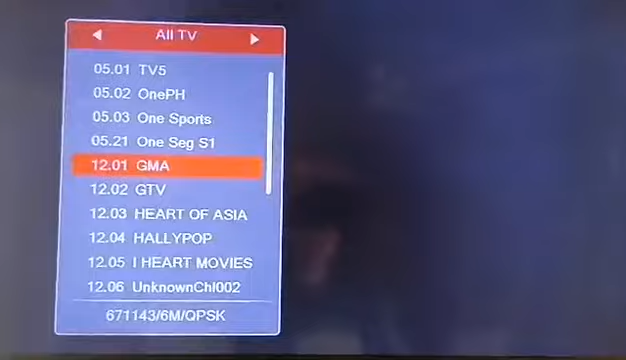 All TV
05.01 TV5
05.02 OnePH
05.03 One Sports
05.21 One Seg S1
12.01 GMA
12.02 GTV
12.03 HEART OF ASIA
12.04 HALLYPOP
12.05 I HEART MOVIES
12.06 UnknownChl002
671143/6M/QPSK